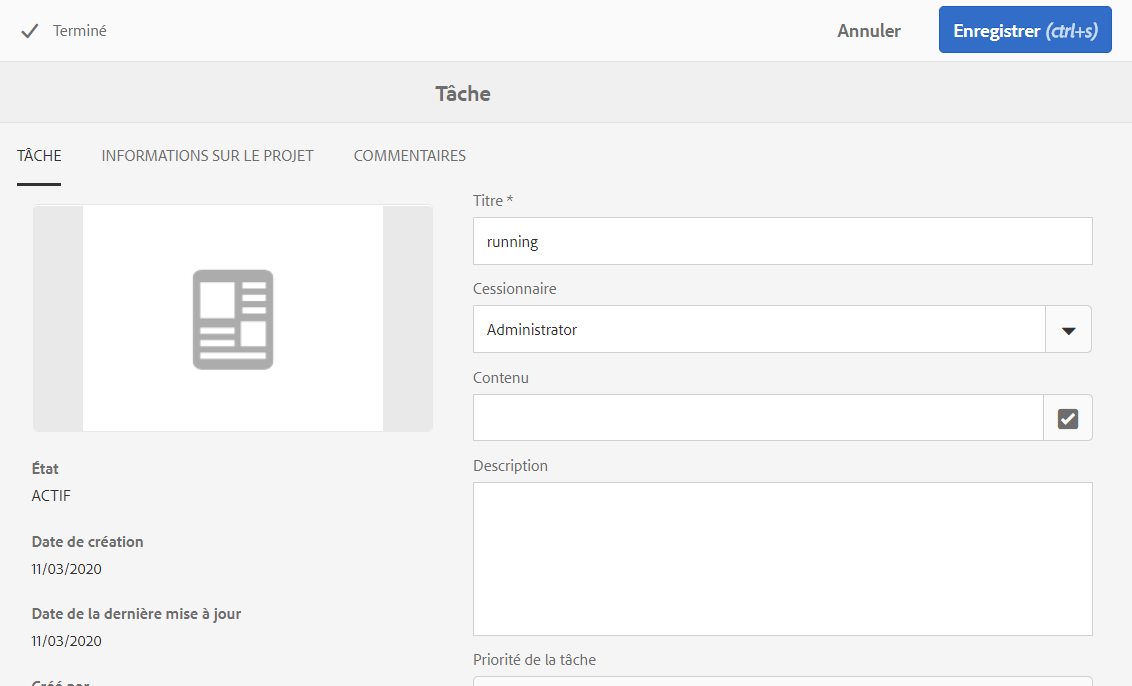 Terminé
Annuler
Enregistrer (ctrl+s)
Tâche
TÂCHE
INFORMATIONS SUR LE PROJET
COMMENTAIRES
Titre *
running
Cessionnaire
Administrator
Contenu
Description
Priorité de la tâche
État
ACTIF
Date de création
11/03/2020
Date de la dernière mise à jour
11/03/2020
Créé par